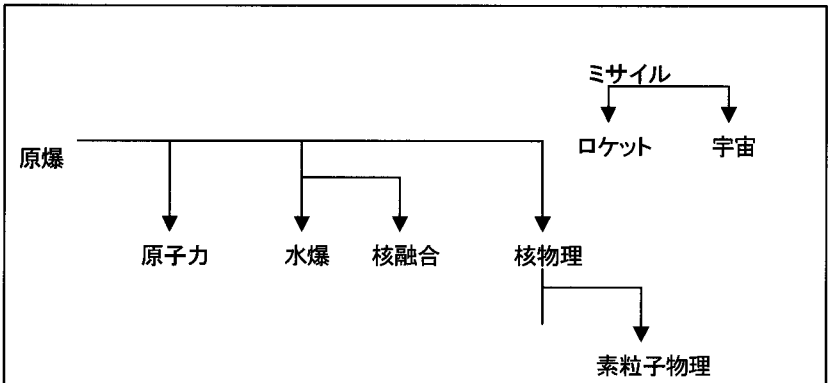 ミサイル
ロケット 宇宙
原爆
原子力 水爆 核融合 核物理
素粒子物理